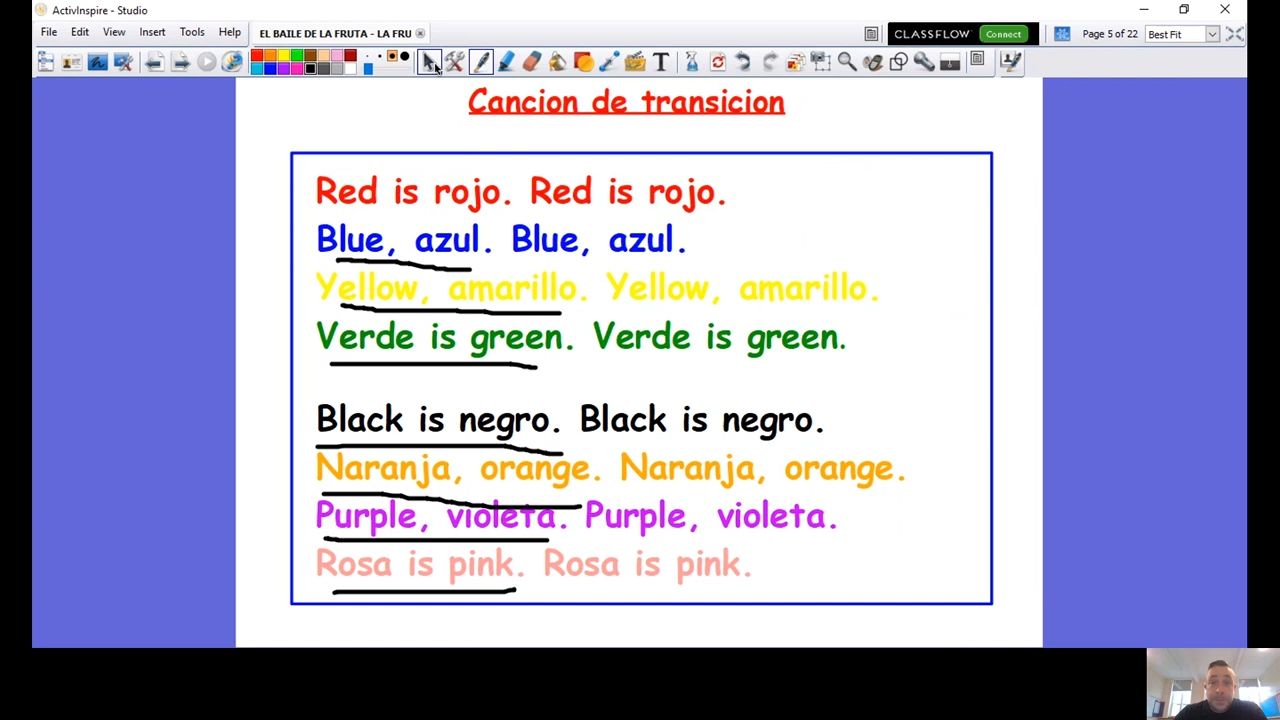 ActivInspire - Studio
File Edit View Insert Tools Help EL BAILE DE LA FRUTA - LA FRU CLASSFLOW Connect Page 5 of 22 Best Fit
Cancion de transicion
Red is rojo. Red is rojo.
Blue, azul. Blue, azul.
Yellow, amarillo. Yellow, amarillo.
Verde is green. Verde is green.
Black is negro. Black is negro.
Naranja, orange. Naranja, orange.
Purple, violeta. Purple, violeta.
Rosa is pink. Rosa is pink.